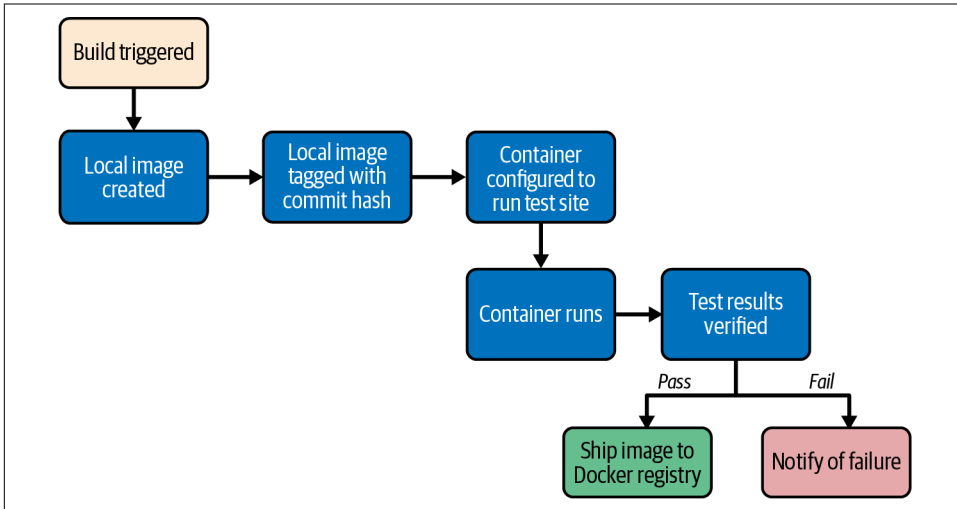 Build triggered
Local image
created
Local image
tagged with
commit hash
Container
configured to
run test site
Container runs
Test results
verified
Pass
Fail
Ship image to
Docker registry
Notify of failure